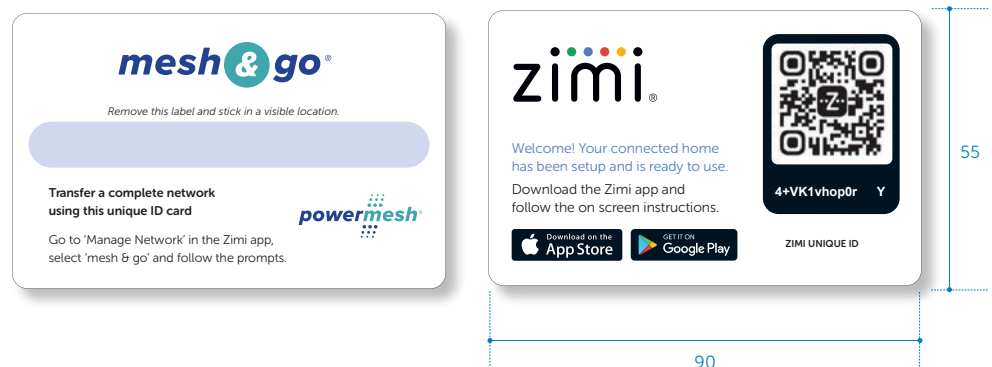 mesh & go ®
Remove this label and stick in a visible location.
Transfer a complete network
using this unique ID card
powermesh®
Go to ‘Manage Network’ in the Zimi app,
select ‘mesh & go’ and follow the prompts.
zimi ®
Welcome! Your connected home
has been setup and is ready to use.
Download the Zimi app and
follow the on screen instructions.
Download on the
App Store
GET IT ON
Google Play
Z
4+VK1vhop0r Y
ZIMI UNIQUE ID
55
90